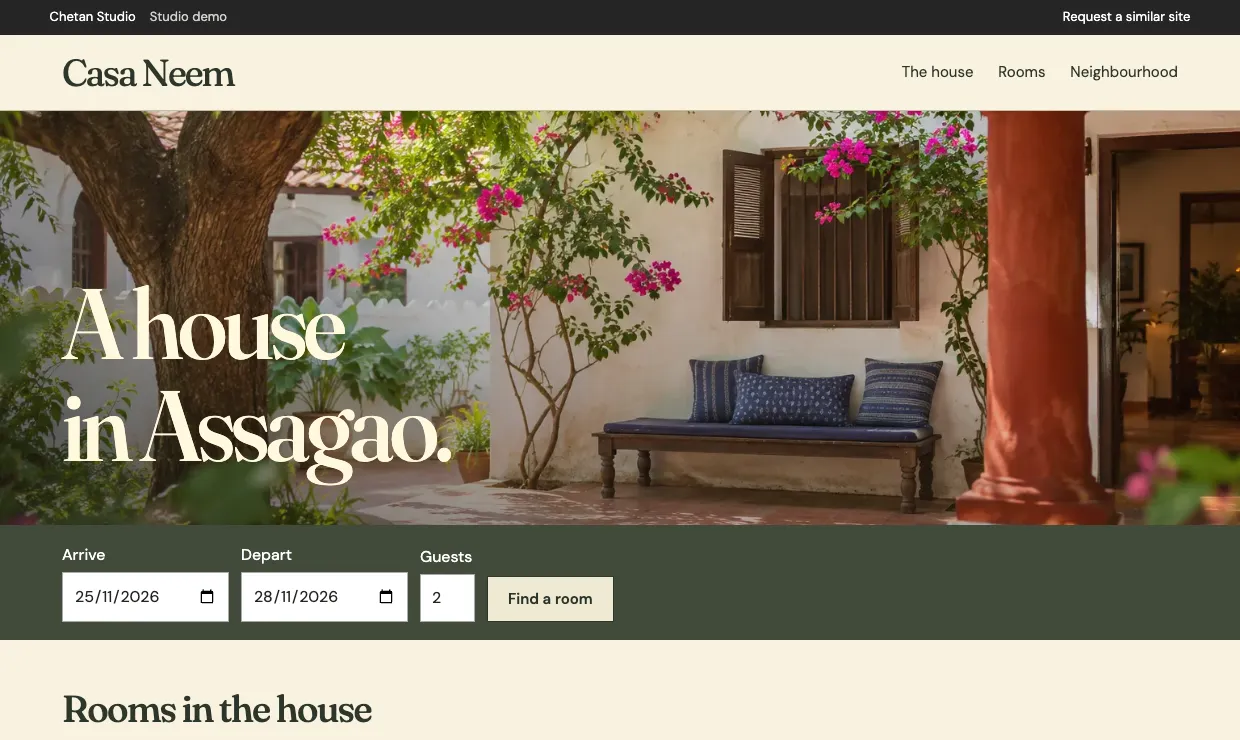 Chetan Studio Studio demo Request a similar site
Casa Neem The house Rooms Neighbourhood
A house
in Assagao.
Arrive Depart Guests
25/11/2026 28/11/2026 2 Find a room
Rooms in the house